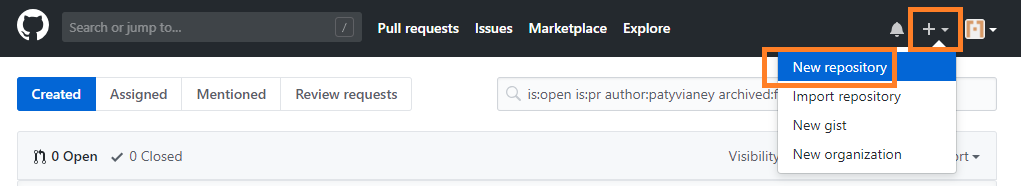 Search or jump to... / Pull requests Issues Marketplace Explore
New repository
Created Assigned Mentioned Review requests is:open is:pr author:patyvianey archived:f
Import repository
New gist
0 Open 0 Closed Visibility
New organization